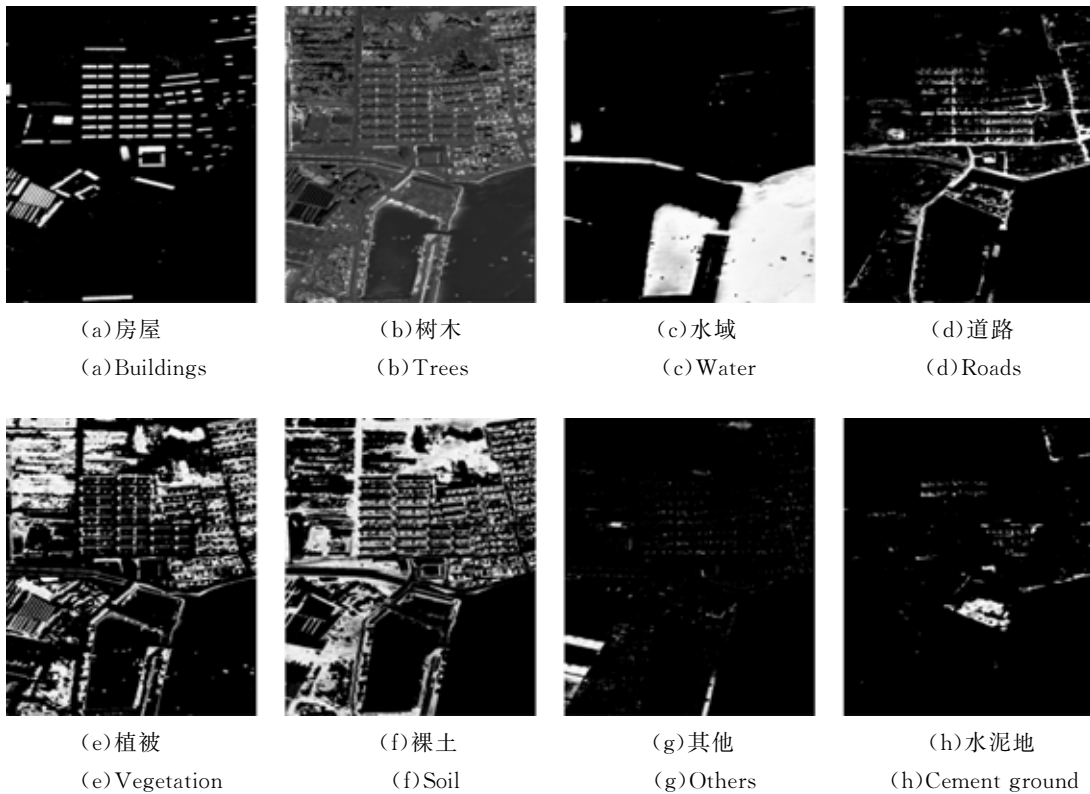 (a)房屋 (b)树木 (c)水域 (d)道路
(a)Buildings (b)Trees (c)Water (d)Roads
(e)植被 (f)裸土 (g)其他 (h)水泥地
(e)Vegetation (f)Soil (g)Others (h)Cement ground